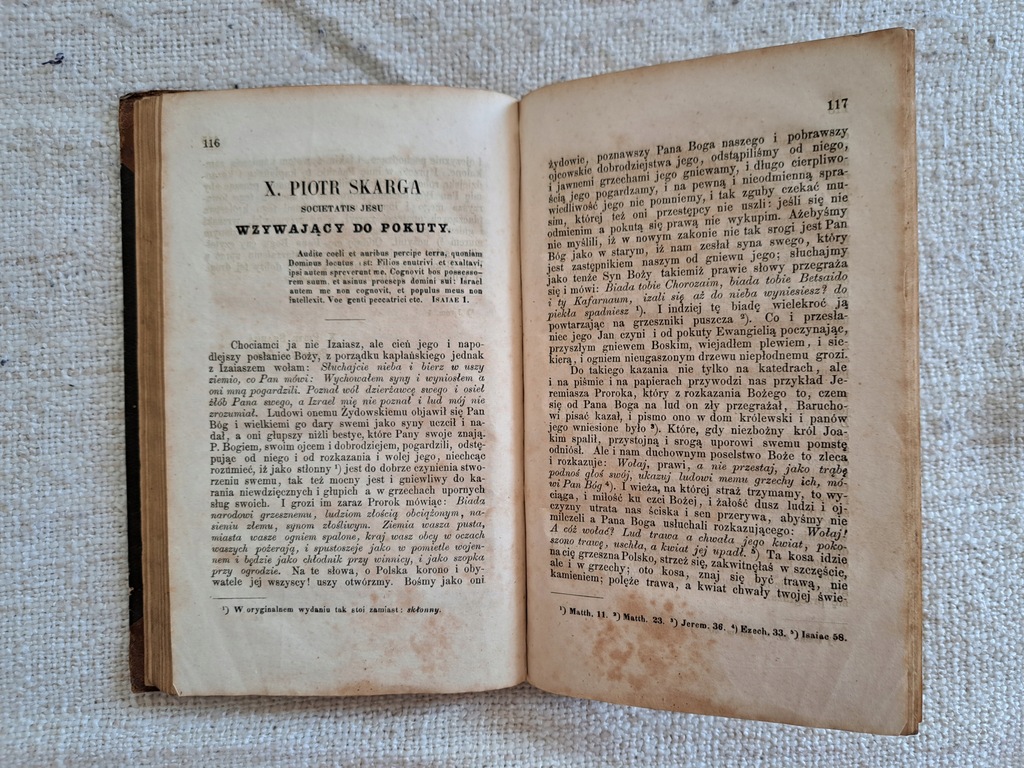 116
X. PIOTR SKARGA
SOCIETATIS JESU
WZYWAJĄCY DO POKUTY.
Audite coeli et auribus percipe terra, quoniam
Dominus locutus est: Filios enutrivi et exaltavi,
ipsi autem spreverunt me. Cognovit bos possesso-
rem suum, et asinus praesepe domini sui: Israel
autem me non cognovit, et populus meus non
intellexit. Vae genti peccatrici etc. ISAIAE 1.
Chociamci ja nie Izaiasz, ale cień jego i napo-
dlejszy posłaniec Boży, z porządku kapłańskiego jednak
z Izaiaszem wołam: Słuchajcie nieba i bierz w uszy
ziemio, co Pan mówi: Wychowałem syny i wyniosłem a
oni mną pogardzili. Poznał wół dzierżawcę swego i osieł
żłób Pana swego, a Izrael mię nie poznał i lud mój nie
zrozumiał. Ludowi onemu Żydowskiemu objawił się Pan
Bóg i wielkiemi go dary swemi jako syny uczcił i na-
dał, a oni głupszy niżli bestye, które Pany swoje znają.
P. Bogiem, swoim ojcem i dobrodziejem, pogardzili, odstę-
pując od niego i od rozkazania i wolej jego, niechcąc
rozumieć, iż jako stłonny ¹) jest do dobrze czynienia stwo-
rzeniu swemu, tak też mocny jest i gniewliwy do ka-
rania niewdzięcznych i głupich a w grzechach upornych
sług swoich. I grozi im zaraz Prorok mówiąc: Biada
narodowi grzesznemu, ludziom złością obciążonym, na-
sieniu złemu, synom złośliwym. Ziemia wasza pusta,
miasta wasze ogniem spalone, kraj wasz obcy w oczach
waszych pożerają, i spustoszeje jako w pomietle wojen-
nem i będzie jako chłodnik przy winnicy, i jako szopka
przy ogrodzie. Na te słowa, o Polska korono i oby-
watele jej wszyscy! uszy otwórzmy. Bośmy jako oni
¹) W oryginalnem wydaniu tak stoi zamiast: skłonny.
117
żydowie, poznawszy Pana Boga naszego i pobrawszy
ojcowskie dobrodziejstwa jego, odstąpiliśmy od niego,
i jawnemi grzechami jego gniewamy, i długo cierpliwo-
ścią jego pogardzamy, i na pewną i nieodmienną spra-
wiedliwość jego nie pomniemy, i tak zguby czekać mu-
sim, której też oni przestępcy nie uszli: jeśli się nie
odmienim a pokutą się prawą nie wykupim. Ażebyśmy
nie myślili, iż w nowym zakonie nie tak srogi jest Pan
Bóg jako w starym, iż nam zesłał syna swego, który
jest zastępnikiem naszym od gniewu jego; słuchajmy
jako tenże Syn Boży takiemiż prawie słowy przegraża
się i mówi: Biada tobie Chorozaim, biada tobie Betsaido
i ty Kafarnaum, izali się aż do nieba wyniesiesz? do
piekła spadniesz ¹). I indziej tę biadę wielekroć ją
powtarzając na grzeszniki puszcza ²). Co i przesła-
niec jego Jan czyni i od pokuty Ewangielią poczynając,
przyszłym gniewem Boskim, wiejadłem plewiem, i sie-
kierą, i ogniem nieugaszonym drzewu niepłodnemu grozi.
Do takiego kazania nie tylko na katedrach, ale
i na piśmie i na papierach przywodzi nas przykład Je-
remiasza Proroka, który z rozkazania Bożego to, czem
się od Pana Boga na lud on zły przegrażał, Barucho-
wi pisać kazał, i pismo ono w dom królewski i panów
jego wniesione było ³). Które, gdy niezbożny król Joa-
kim spalił, przystojną i srogą uporowi swemu pomstę
odniósł. Ale i nam duchownym poselstwo Boże to zleca
i rozkazuje: Wołaj, prawi, a nie przestaj, jako trąba
podnoś głos swój, ukazuj ludowi memu grzechy ich, mó-
wi Pan Bóg ⁴). I wieża, na której straż trzymamy, to wy-
ciąga, i miłość ku czci Bożej, i żałość dusz ludzi i oj-
czyzny utrata nas ściska i sen przerywa, abyśmy nie
milczeli a Pana Boga usłuchali rozkazującego: Wołaj!
A cóż wołać? Lud trawa a chwała jego kwiat, poko-
szono trawę, uschła, a kwiat jej upadł. ⁵) Ta kosa idzie
na cię grzeszna Polsko, strzeż się, zakwitnęłaś w szczęście,
ale i w grzechy; oto kosa, znaj się być trawą, nie
kamieniem; polęże trawa, a kwiat chwały twojej świe-
¹) Matth. 11. ²) Matth. 23. ³) Jerem. 36. ⁴) Ezech. 33. ⁵) Isaiae 58.